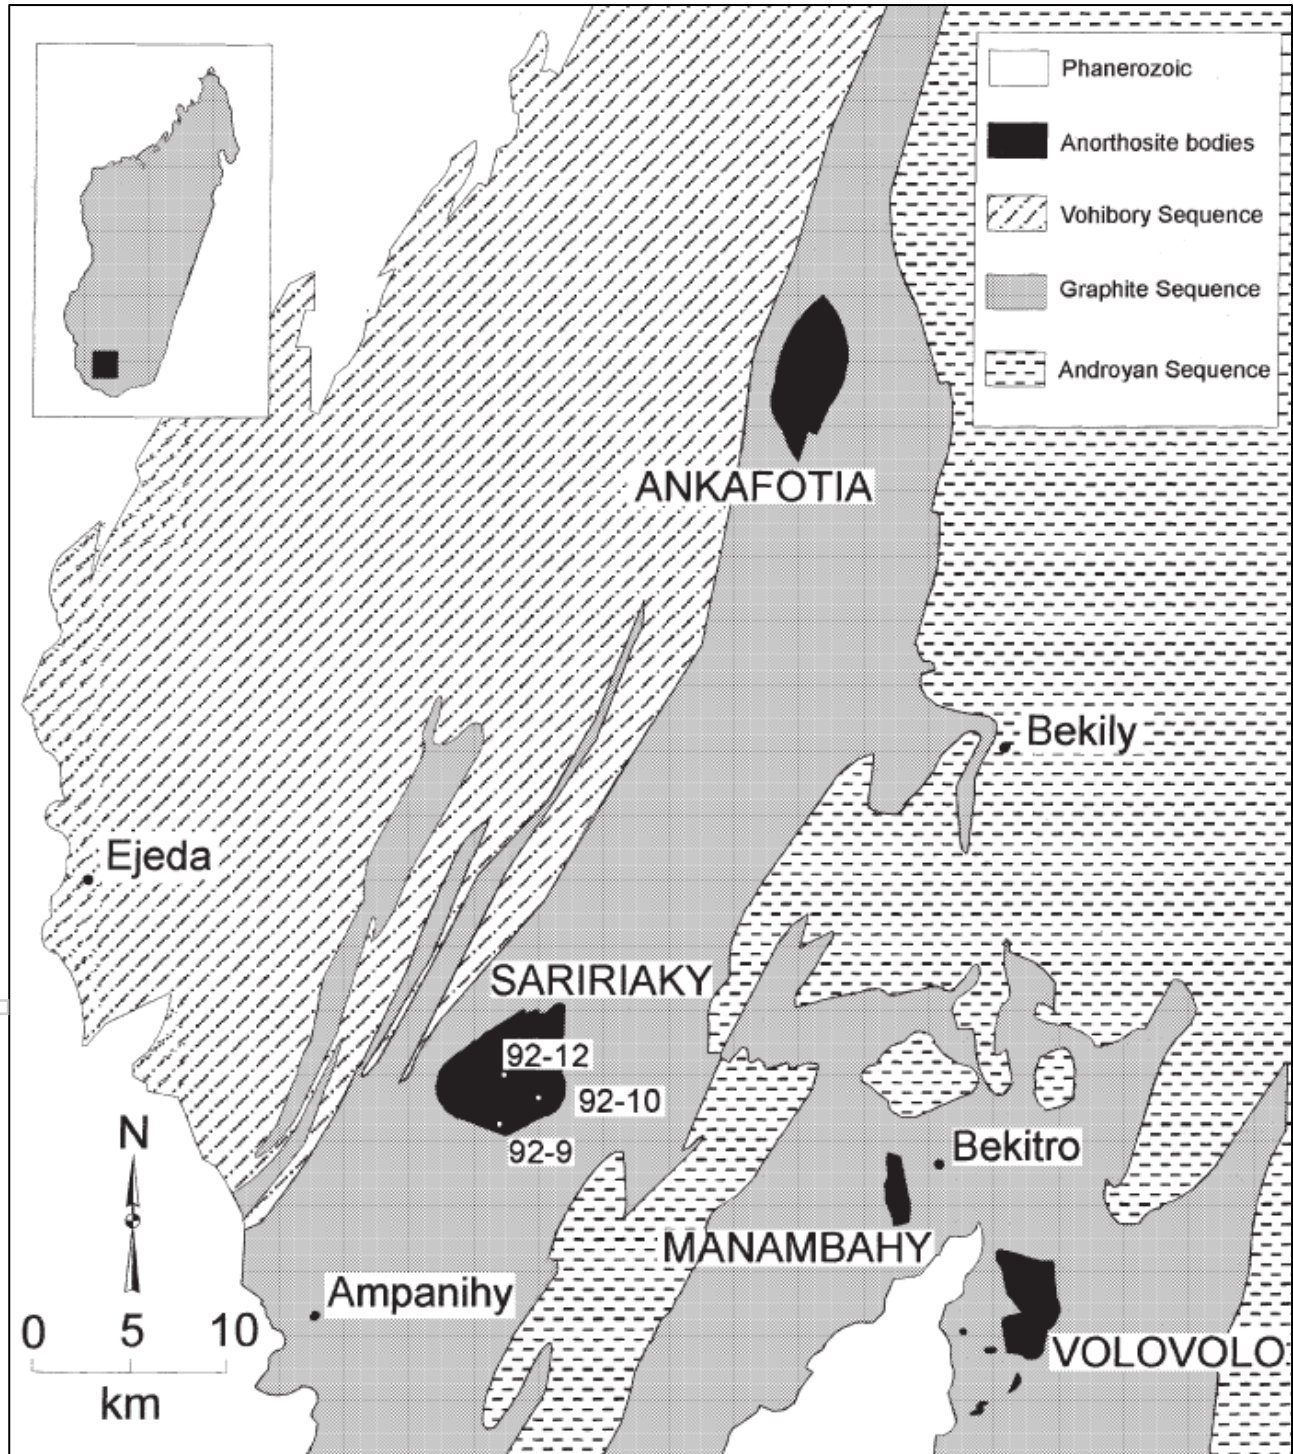 Phanerozoic
Anorthosite bodies
Vohibory Sequence
Graphite Sequence
Androyan Sequence
ANKAFOTIA
Bekily
Ejeda
SARIRIAKY
92-12
92-10
92-9
N
Bekitro
MANAMBAHY
Ampanihy
0 5 10
km
VOLOVOLO